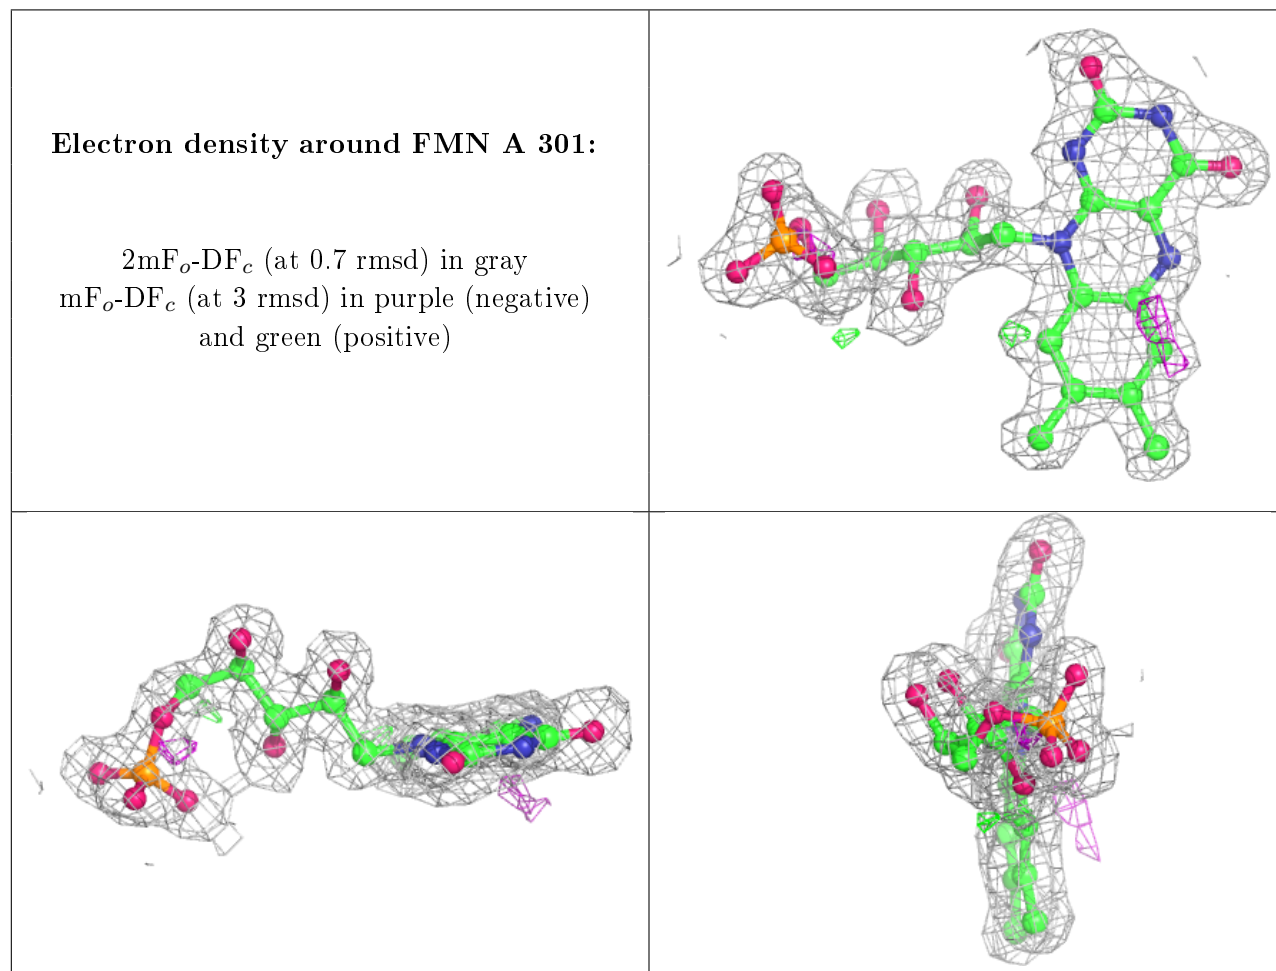 Electron density around FMN A 301:
2mFo-DFc (at 0.7 rmsd) in gray
mFo-DFc (at 3 rmsd) in purple (negative)
and green (positive)